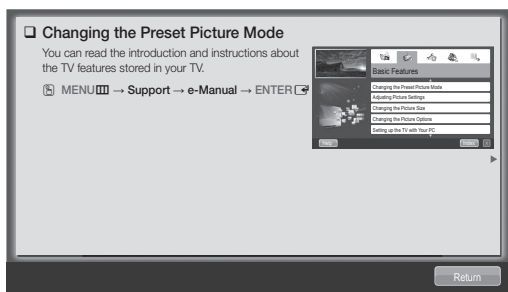 Changing the Preset Picture Mode
You can read the introduction and instructions about
the TV features stored in your TV.
MENU → Support → e-Manual → ENTER
Basic Features
Changing the Preset Picture Mode
Adjusting Picture Settings
Changing the Picture Size
Changing the Picture Options
Setting up the TV with Your PC
Help Index X
Return